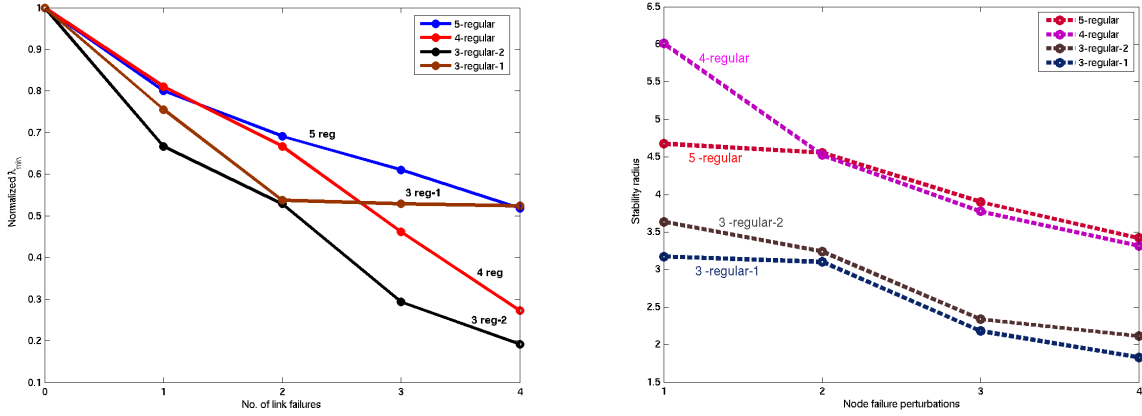 1
0.9
0.8
0.7
0.6
0.5
0.4
0.3
0.2
0.1
Normalized λmin
0 1 2 3 4
No. of link failures
5-regular
4-regular
3-regular-2
3-regular-1
5 reg
3 reg-1
4 reg
3 reg-2
6.5
6
5.5
5
4.5
4
3.5
3
2.5
2
1.5
Stability radius
1 2 3 4
Node failure perturbations
5-regular
4-regular
3-regular-2
3-regular-1
4-regular
5 -regular
3 -regular-2
3 -regular-1